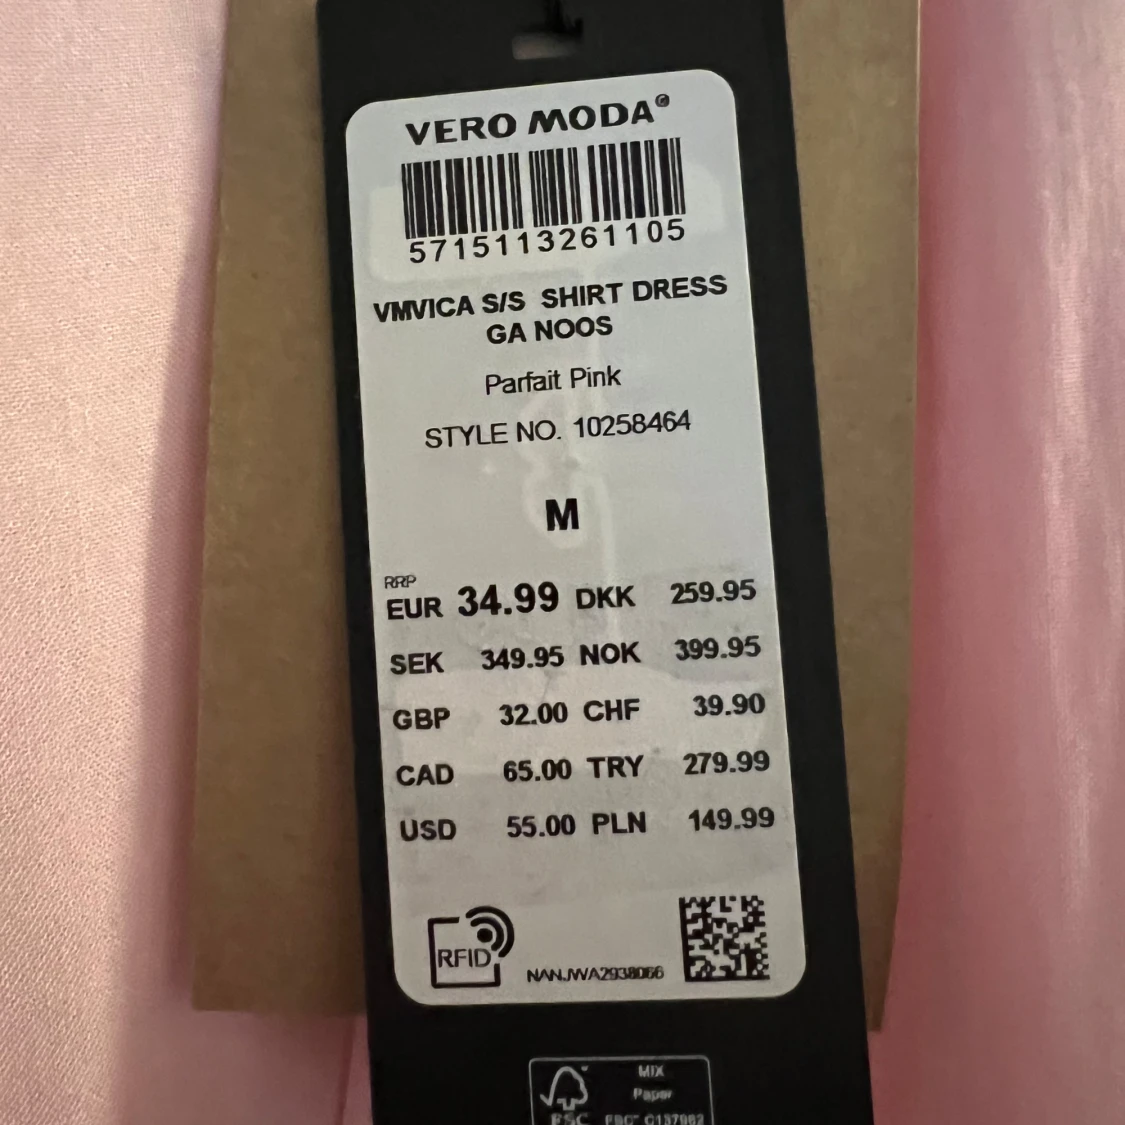 VERO MODA®
5715113261105
VMVICA S/S SHIRT DRESS
GA NOOS
Parfait Pink
STYLE NO. 10258464
M
RRP
EUR 34.99 DKK 259.95
SEK 349.95 NOK 399.95
GBP 32.00 CHF 39.90
CAD 65.00 TRY 279.99
USD 55.00 PLN 149.99
RFID
NANJWA2938066
MIX
Paper
FSC